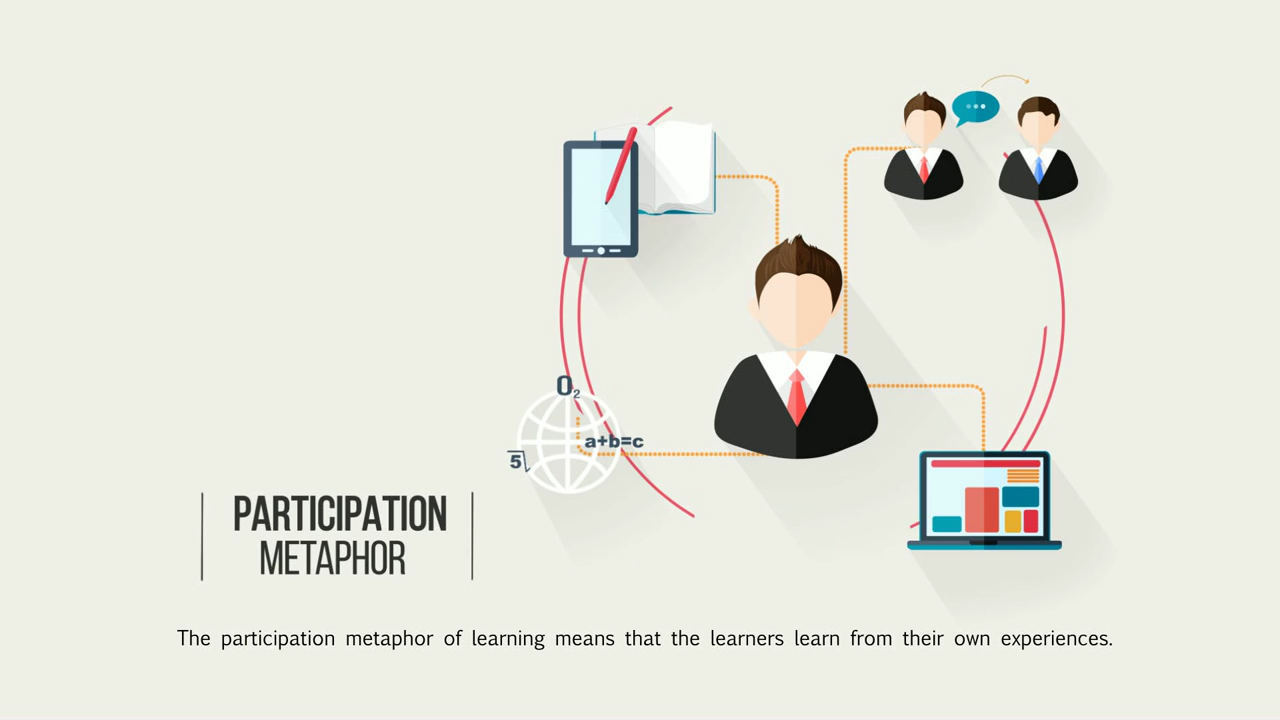 O₂
a+b=c
5
PARTICIPATION
METAPHOR
The participation metaphor of learning means that the learners learn from their own experiences.